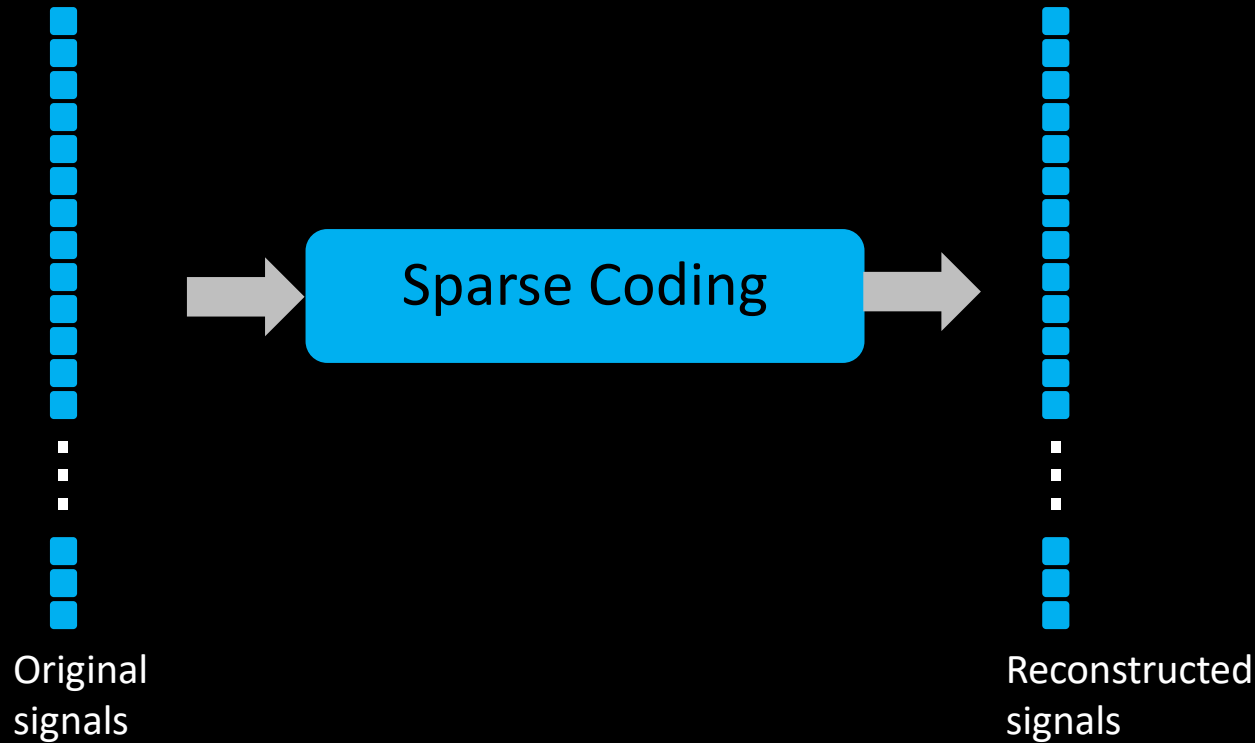 Sparse Coding
Original
signals
Reconstructed
signals